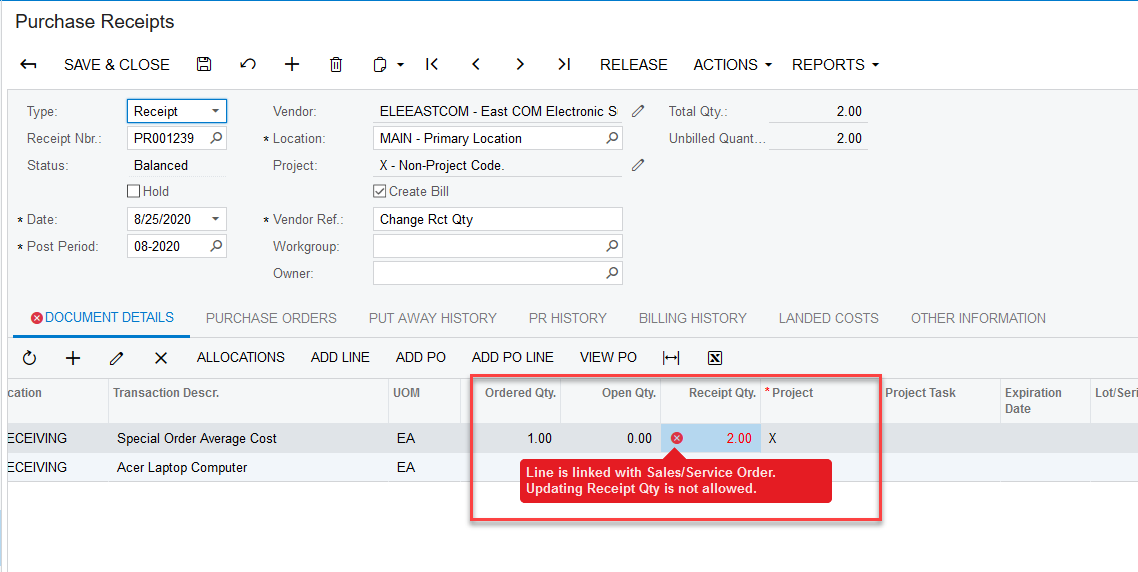 Purchase Receipts
SAVE & CLOSE RELEASE ACTIONS REPORTS
Type: Receipt Vendor: ELEEASTCOM - East COM Electronic S Total Qty.: 2.00
Receipt Nbr.: PR001239 * Location: MAIN - Primary Location Unbilled Quant... 2.00
Status: Balanced Project: X - Non-Project Code.
Hold Create Bill
* Date: 8/25/2020 * Vendor Ref.: Change Rct Qty
* Post Period: 08-2020 Workgroup:
Owner:
DOCUMENT DETAILS PURCHASE ORDERS PUT AWAY HISTORY PR HISTORY BILLING HISTORY LANDED COSTS OTHER INFORMATION
ALLOCATIONS ADD LINE ADD PO ADD PO LINE VIEW PO
cation Transaction Descr. UOM Ordered Qty. Open Qty. Receipt Qty. * Project Project Task Expiration Lot/Seri
Date
ECEIVING Special Order Average Cost EA 1.00 0.00 2.00 X
ECEIVING Acer Laptop Computer EA
Line is linked with Sales/Service Order.
Updating Receipt Qty is not allowed.